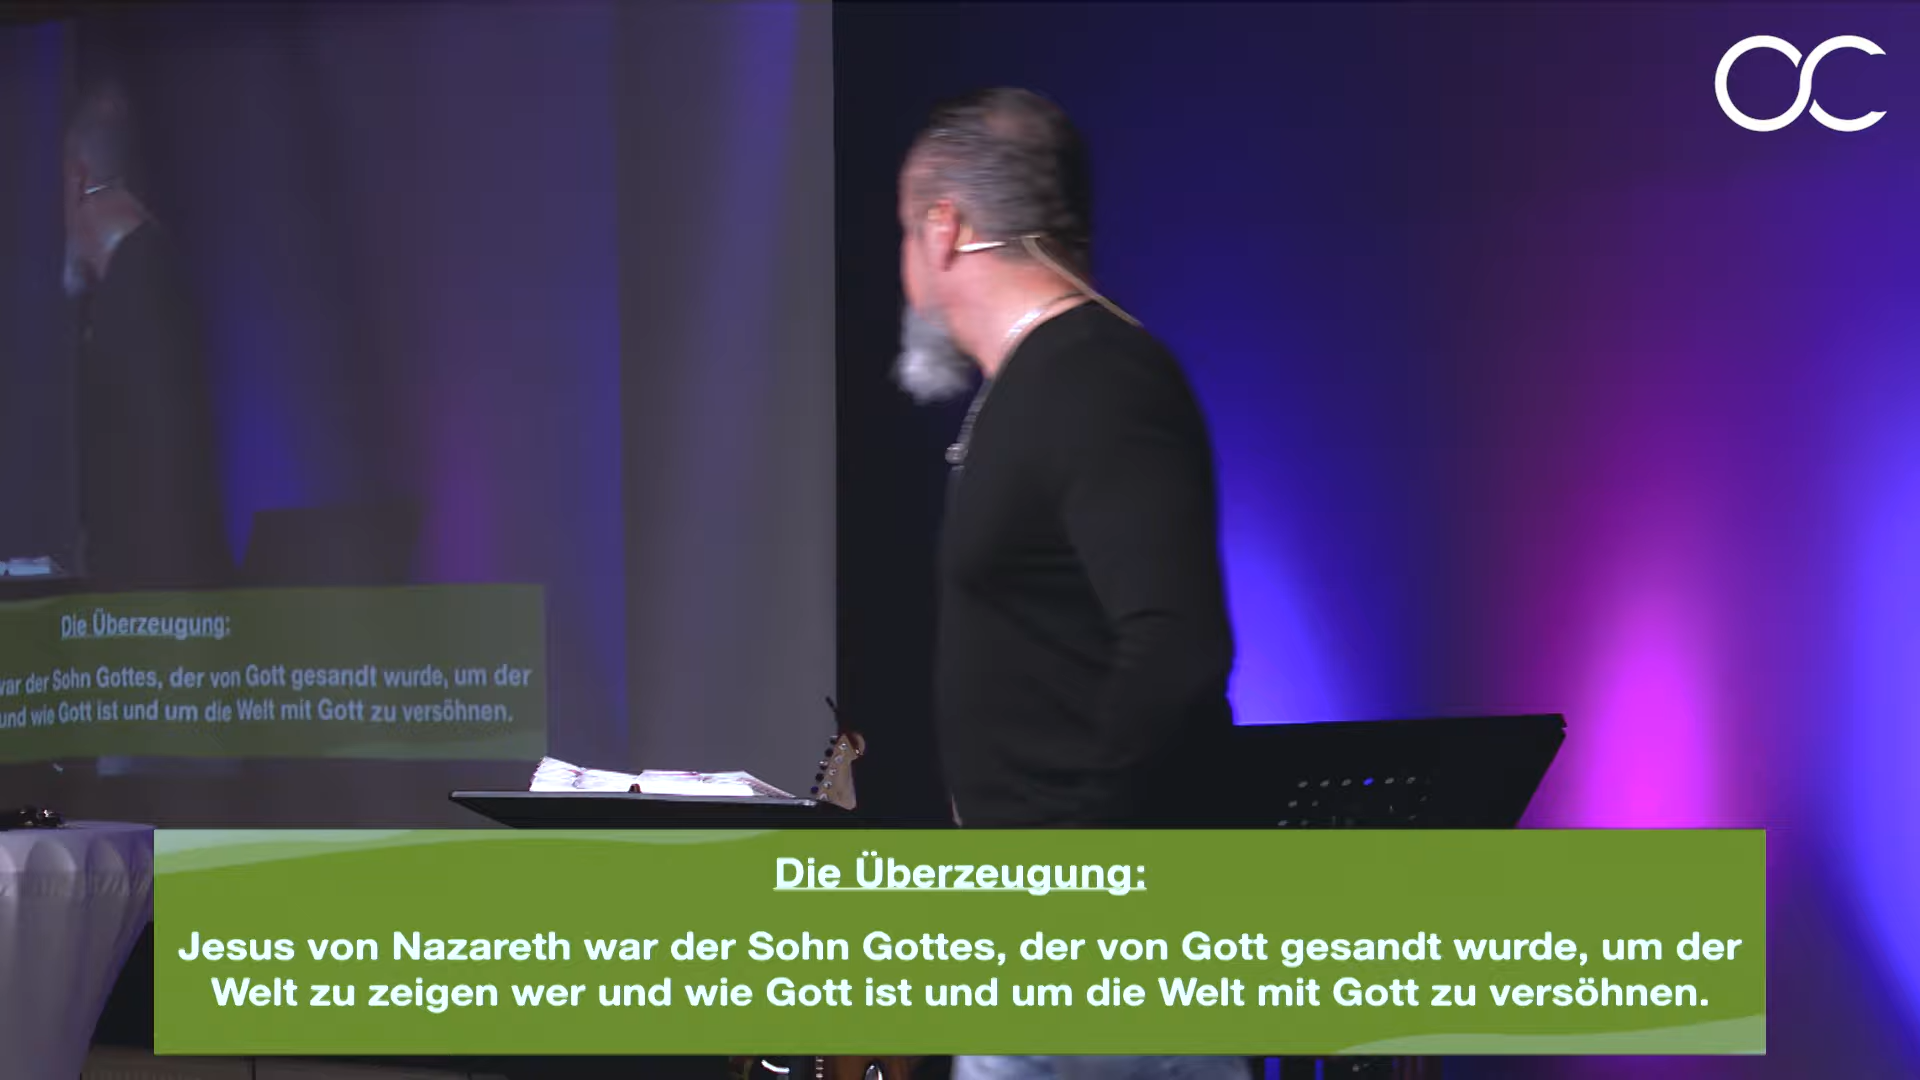 OC
Die Überzeugung:
war der Sohn Gottes, der von Gott gesandt wurde, um der
und wie Gott ist und um die Welt mit Gott zu versöhnen.
Die Überzeugung:
Jesus von Nazareth war der Sohn Gottes, der von Gott gesandt wurde, um der
Welt zu zeigen wer und wie Gott ist und um die Welt mit Gott zu versöhnen.